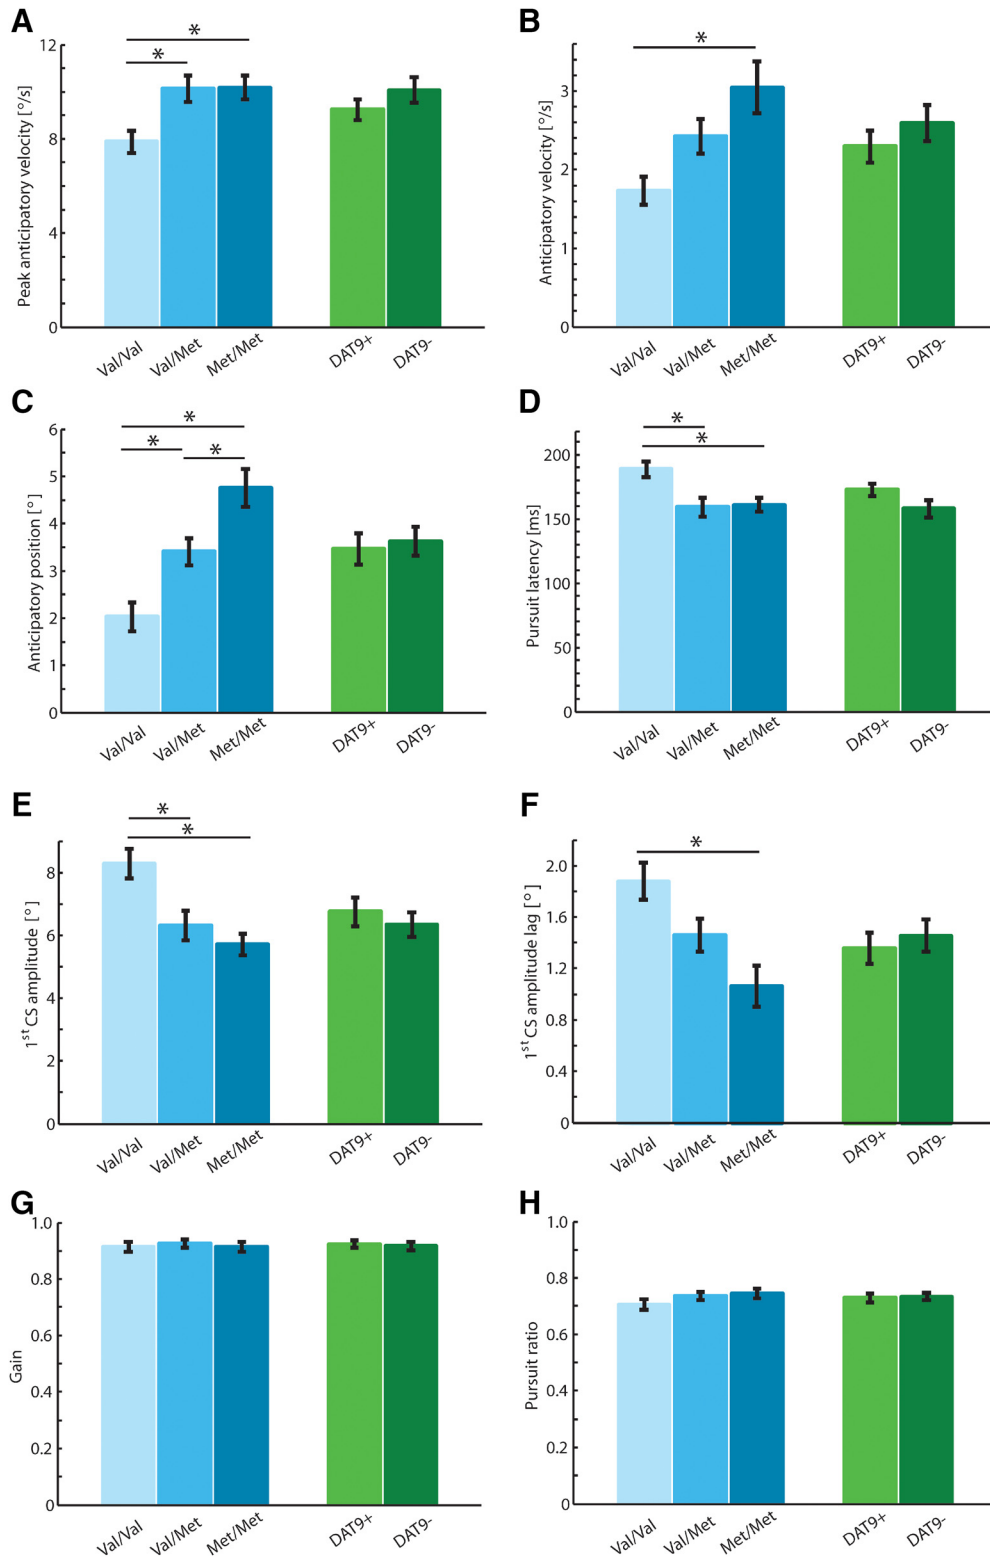 A
*
*
12
8
4
0
Peak anticipatory velocity [°/s]
Val/Val
Val/Met
Met/Met
DAT9+
DAT9-
B
*
3
2
1
0
Anticipatory velocity [°/s]
Val/Val
Val/Met
Met/Met
DAT9+
DAT9-
C
*
*
*
6
5
4
3
2
1
0
Anticipatory position [°]
Val/Val
Val/Met
Met/Met
DAT9+
DAT9-
D
*
*
200
150
100
50
0
Pursuit latency [ms]
Val/Val
Val/Met
Met/Met
DAT9+
DAT9-
E
*
*
8
6
4
2
0
1st CS amplitude [°]
Val/Val
Val/Met
Met/Met
DAT9+
DAT9-
F
*
2.0
1.6
1.2
0.8
0.4
0
1st CS amplitude lag [°]
Val/Val
Val/Met
Met/Met
DAT9+
DAT9-
G
1.0
0.8
0.6
0.4
0.2
0
Gain
Val/Val
Val/Met
Met/Met
DAT9+
DAT9-
H
1.0
0.8
0.6
0.4
0.2
0
Pursuit ratio
Val/Val
Val/Met
Met/Met
DAT9+
DAT9-